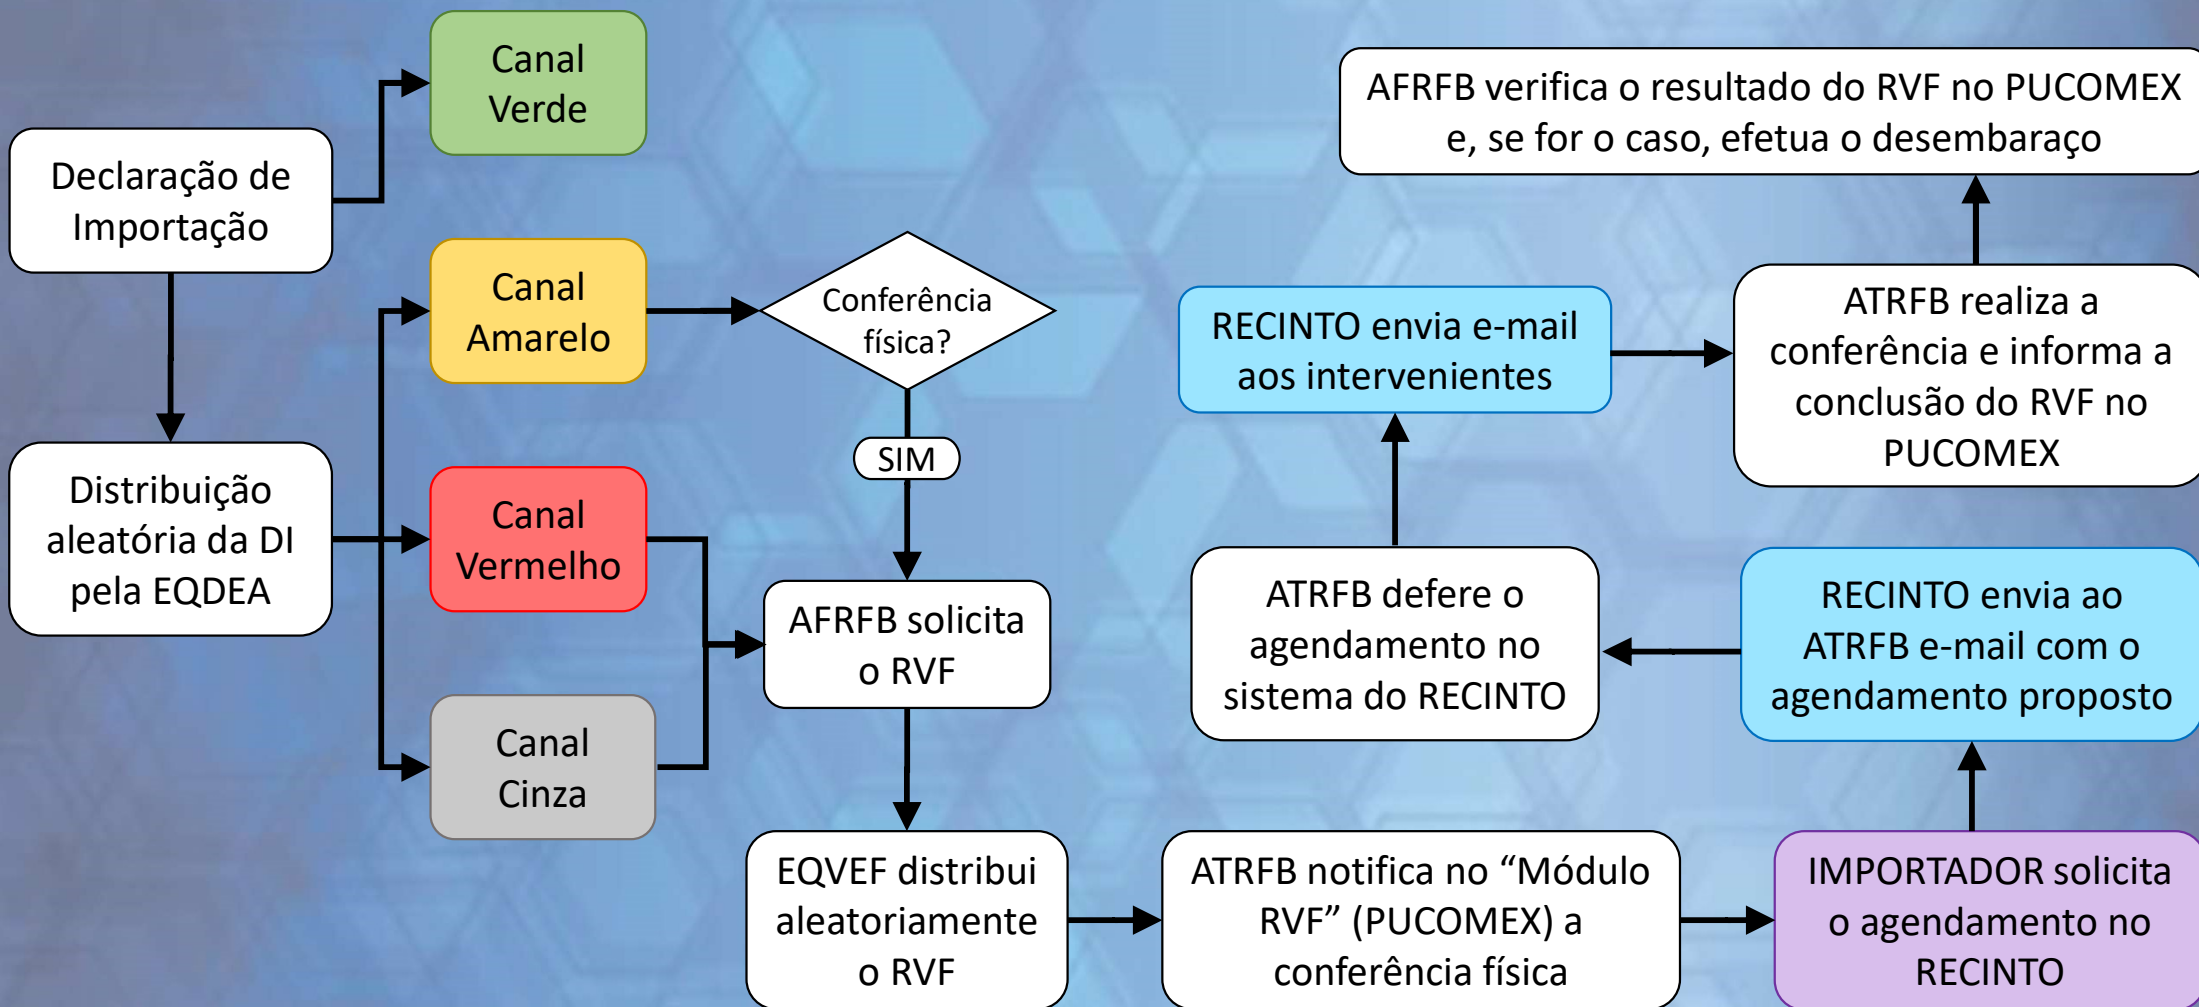 Canal
Verde
Declaração de
Importação
Distribuição
aleatória da DI
pela EQDEA
Canal
Amarelo
Canal
Vermelho
Canal
Cinza
Conferência
física?
SIM
AFRFB solicita
o RVF
EQVEF distribui
aleatoriamente
o RVF
ATRFB notifica no “Módulo
RVF” (PUCOMEX) a
conferência física
IMPORTADOR solicita
o agendamento no
RECINTO
RECINTO envia ao
ATRFB e-mail com o
agendamento proposto
ATRFB defere o
agendamento no
sistema do RECINTO
RECINTO envia e-mail
aos intervenientes
ATRFB realiza a
conferência e informa a
conclusão do RVF no
PUCOMEX
AFRFB verifica o resultado do RVF no PUCOMEX
e, se for o caso, efetua o desembaraço